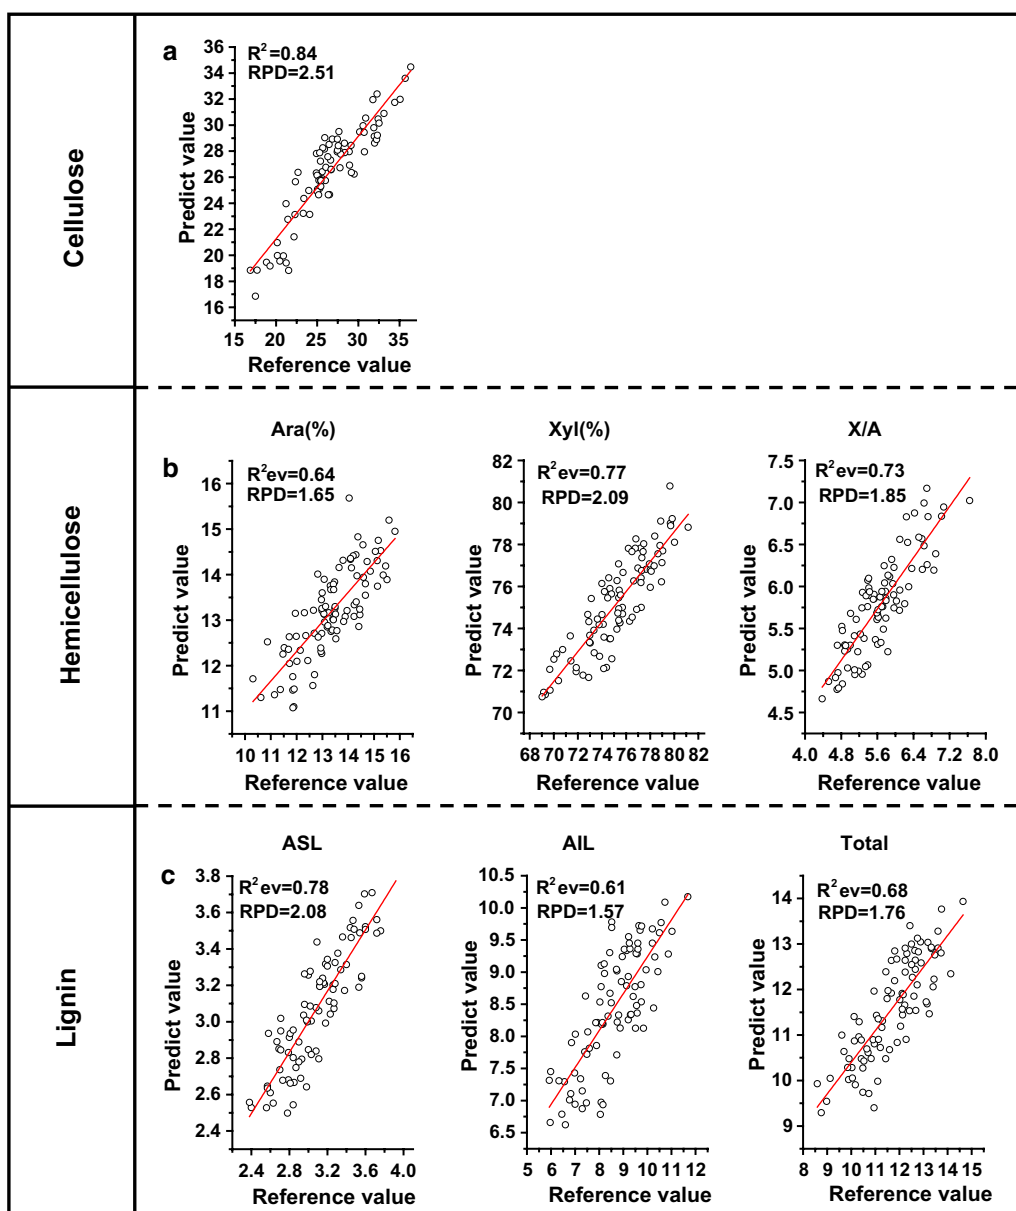 Cellulose
a
R²=0.84
RPD=2.51
Predict value
36
34
32
30
28
26
24
22
20
18
16
15 20 25 30 35
Reference value
Hemicellulose
b
Ara(%)
R²ev=0.64
RPD=1.65
Predict value
16
15
14
13
12
11
10 11 12 13 14 15 16
Reference value
Xyl(%)
R²ev=0.77
RPD=2.09
Predict value
82
80
78
76
74
72
70
68 70 72 74 76 78 80 82
Reference value
X/A
R²ev=0.73
RPD=1.85
Predict value
7.5
7.0
6.5
6.0
5.5
5.0
4.5
4.0 4.8 5.6 6.4 7.2 8.0
Reference value
Lignin
c
ASL
R²ev=0.78
RPD=2.08
Predict value
3.8
3.6
3.4
3.2
3.0
2.8
2.6
2.4
2.4 2.8 3.2 3.6 4.0
Reference value
AIL
R²ev=0.61
RPD=1.57
Predict value
10.5
10.0
9.5
9.0
8.5
8.0
7.5
7.0
6.5
5 6 7 8 9 10 11 12
Reference value
Total
R²ev=0.68
RPD=1.76
Predict value
14
13
12
11
10
9
8 9 10 11 12 13 14 15
Reference value